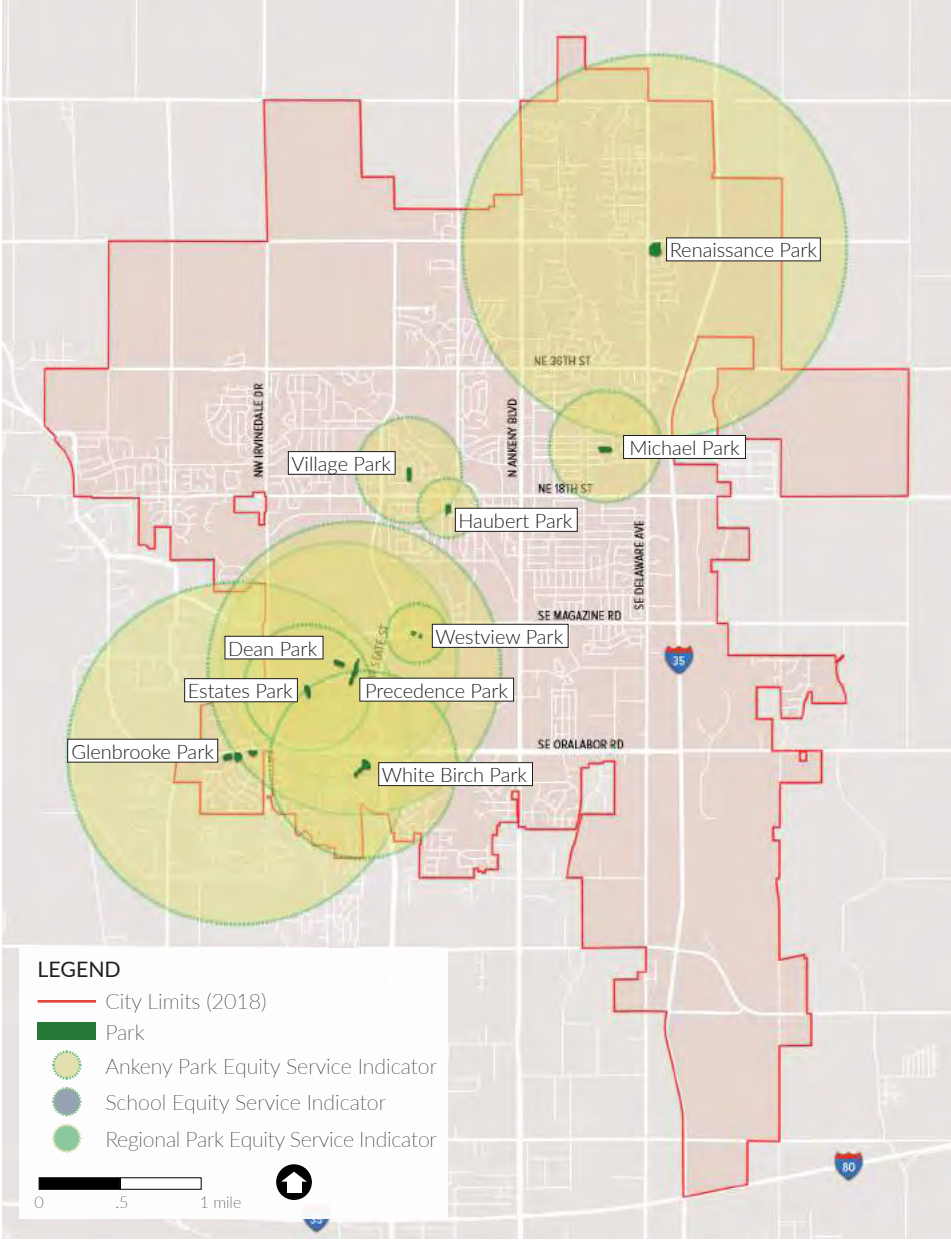 Renaissance Park
NE 36TH ST
NW IRVINEDALE DR
N ANKENY BLVD
Michael Park
Village Park
NE 18TH ST
Haubert Park
SE DELAWARE AVE
SE MAGAZINE RD
Westview Park
Dean Park
S STATE ST
35
Estates Park
Precedence Park
SE ORALABOR RD
Glenbrooke Park
White Birch Park
LEGEND
City Limits (2018)
Park
Ankeny Park Equity Service Indicator
School Equity Service Indicator
Regional Park Equity Service Indicator
0 .5 1 mile
80
35